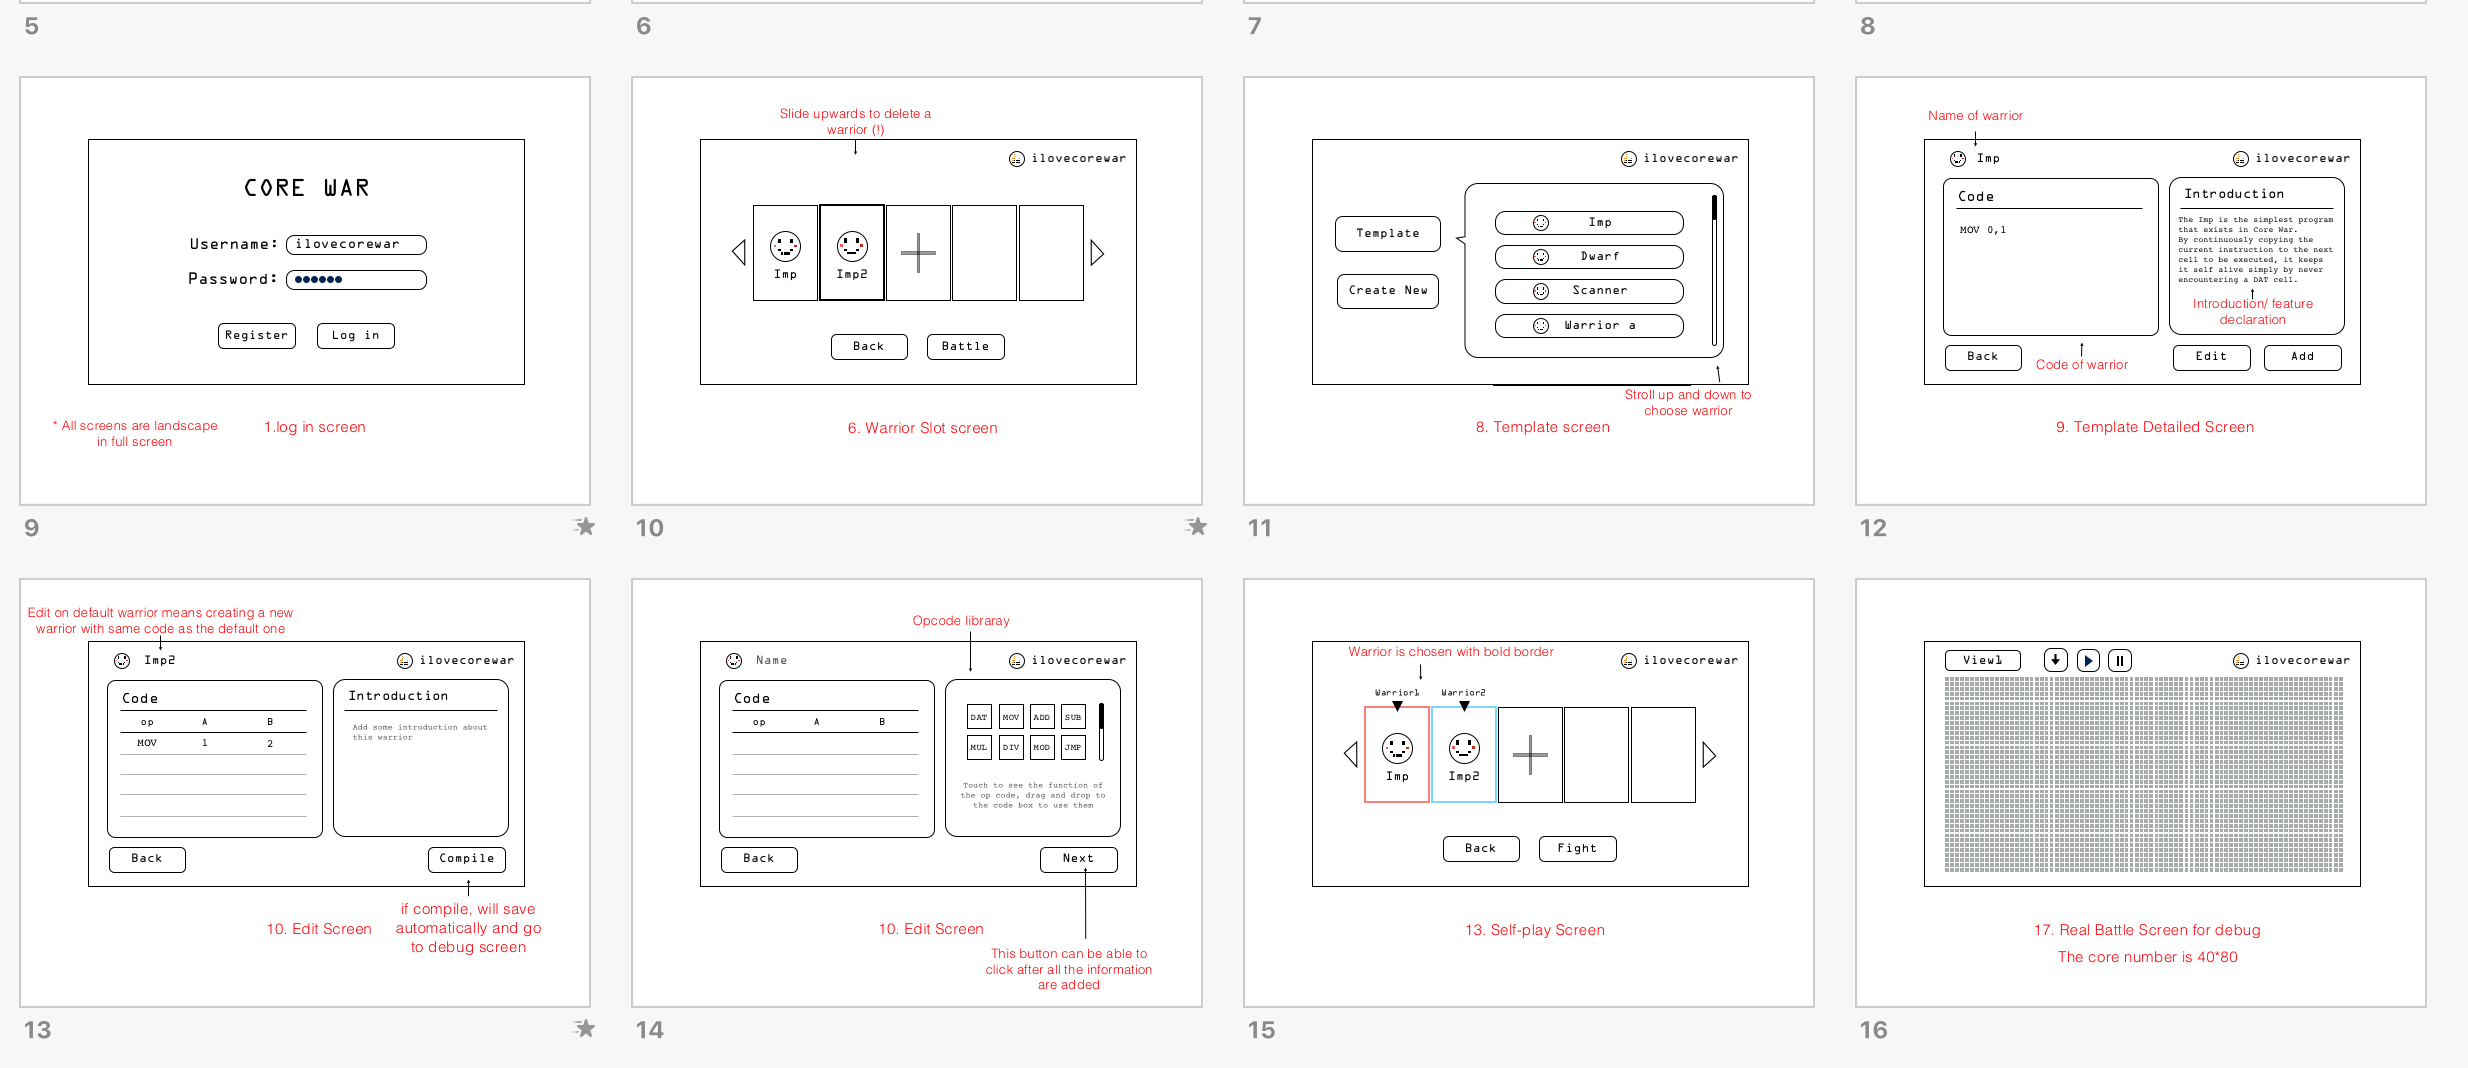 5
6
7
8
CORE WAR
Username: ilovecorewar
Password:
Register Log in
* All screens are landscape
in full screen
1.log in screen
9
Slide upwards to delete a
warrior (!)
ilovecorewar
Imp
Imp2
Back Battle
6. Warrior Slot screen
10
ilovecorewar
Template
Create New
Imp
Dwarf
Scanner
Warrior a
Stroll up and down to
choose warrior
8. Template screen
11
Name of warrior
Imp
ilovecorewar
Code
MOV 0,1
Introduction
The Imp is the simplest program
that exists in Core War.
By continuously copying the
current instruction to the next
cell to be executed, it keeps
it self alive simply by never
encountering a DAT cell.
Introduction/ feature
declaration
Back
Code of warrior
Edit Add
9. Template Detailed Screen
12
Edit on default warrior means creating a new
warrior with same code as the default one
Imp2
ilovecorewar
Code
op A B
MOV 1 2
Introduction
Add some introduction about
this warrior
Back
Compile
10. Edit Screen
if compile, will save
automatically and go
to debug screen
13
Opcode libraray
Name
ilovecorewar
Code
op A B
DAT MOV ADD SUB
MUL DIV MOD JMP
Touch to see the function of
the op code, drag and drop to
the code box to use them
Back
Next
10. Edit Screen
This button can be able to
click after all the information
are added
14
Warrior is chosen with bold border
ilovecorewar
Warrior1 Warrior2
Imp
Imp2
Back Fight
13. Self-play Screen
15
View1
ilovecorewar
17. Real Battle Screen for debug
The core number is 40*80
16